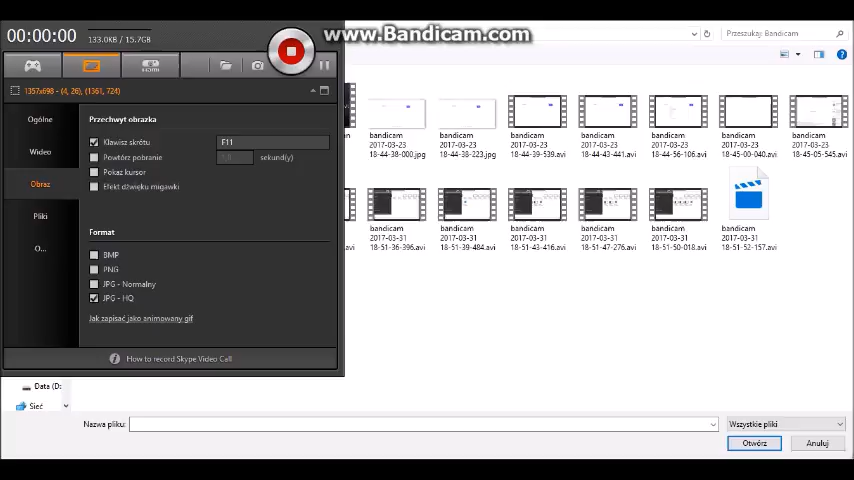 00:00:00
133.0KB / 15.7GB
www.Bandicam.com
Przeszukaj: Bandicam
HDMI
1357x698 - (4, 26), (1361, 724)
Ogólne
Wideo
Obraz
Pliki
O...
Przechwyt obrazka
Klawisz skrótu
F11
Powtórz pobranie
1,0
sekund(y)
Pokaż kursor
Efekt dźwięku migawki
Format
BMP
PNG
JPG - Normalny
JPG - HQ
Jak zapisać jako animowany gif
How to record Skype Video Call
bandicam
2017-03-23
18-44-38-000.jpg
bandicam
2017-03-23
18-44-38-223.jpg
bandicam
2017-03-23
18-44-39-539.avi
bandicam
2017-03-23
18-44-43-441.avi
bandicam
2017-03-23
18-44-56-106.avi
bandicam
2017-03-23
18-45-00-040.avi
bandicam
2017-03-23
18-45-05-545.avi
bandicam
2017-03-31
18-51-36-396.avi
bandicam
2017-03-31
18-51-39-484.avi
bandicam
2017-03-31
18-51-43-416.avi
bandicam
2017-03-31
18-51-47-276.avi
bandicam
2017-03-31
18-51-50-018.avi
bandicam
2017-03-31
18-52-52-157.avi
Data (D:
Sieć
Nazwa pliku:
Wszystkie pliki
Otwórz
Anuluj